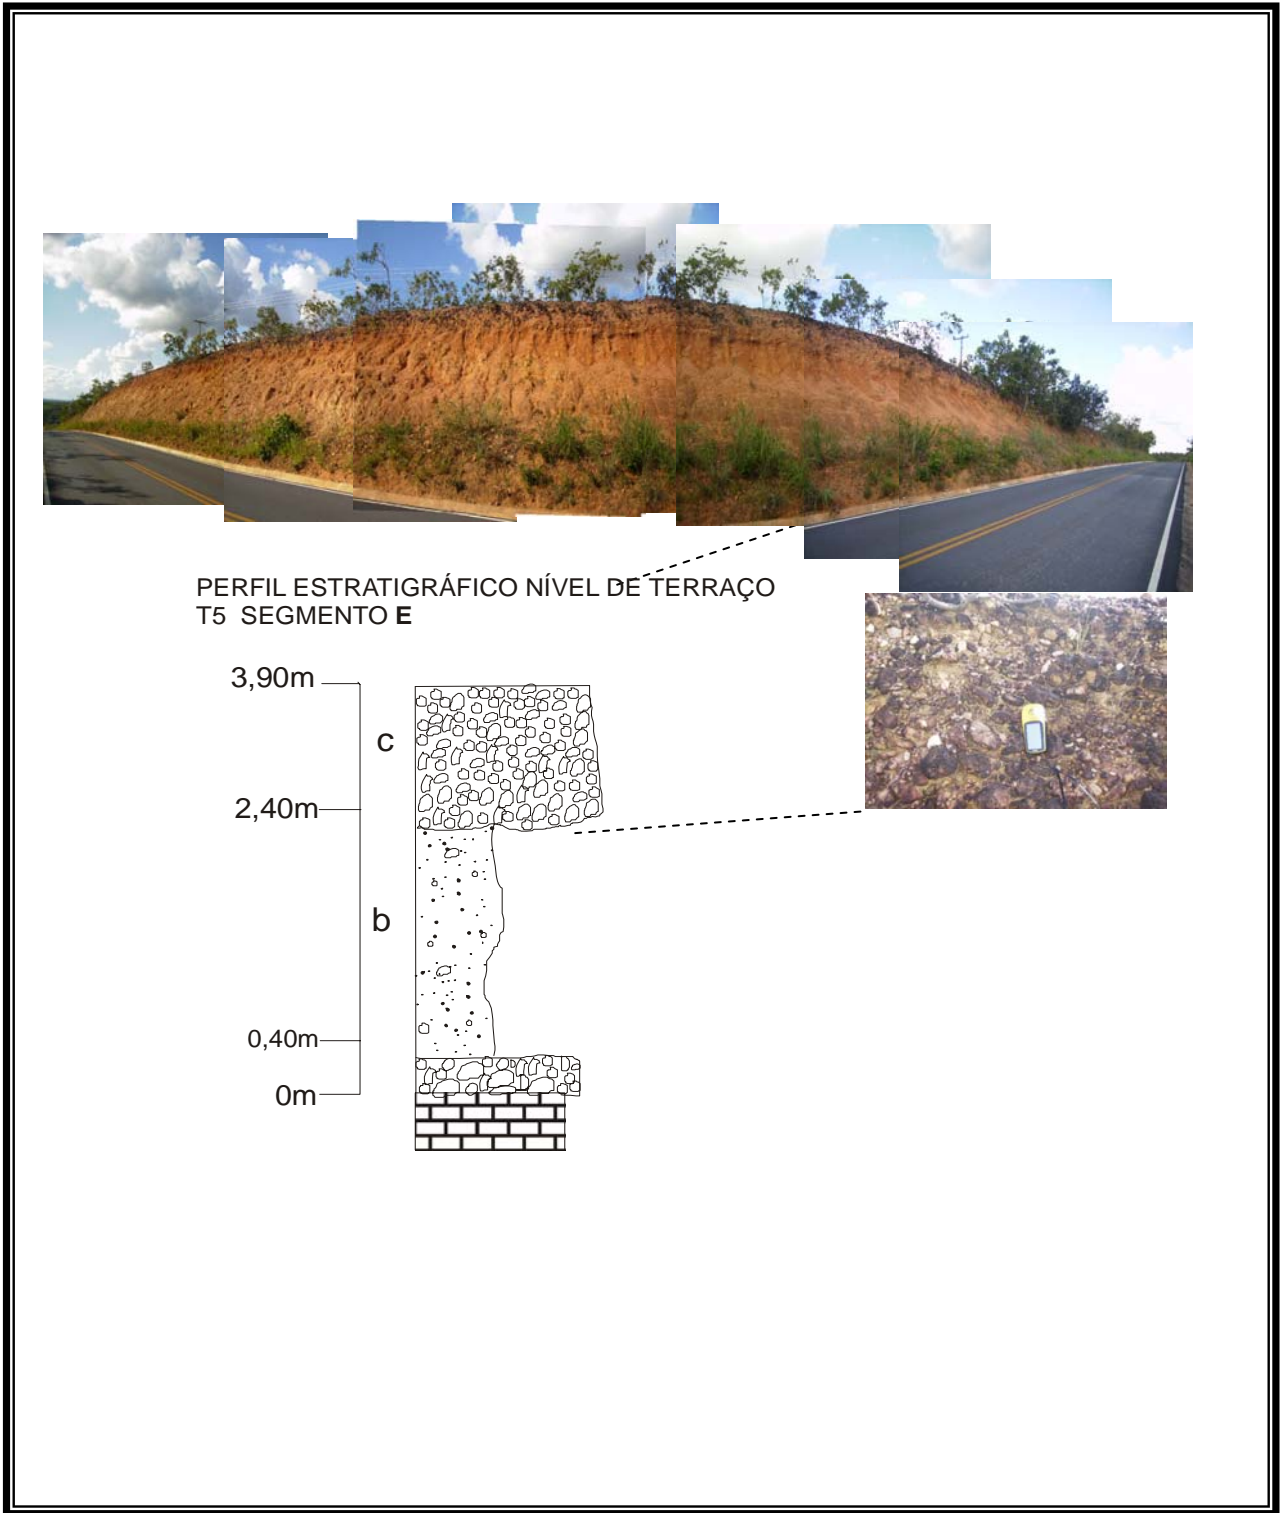 PERFIL ESTRATIGRÁFICO NÍVEL DE TERRAÇO
T5 SEGMENTO E
3,90m
c
2,40m
b
0,40m
0m